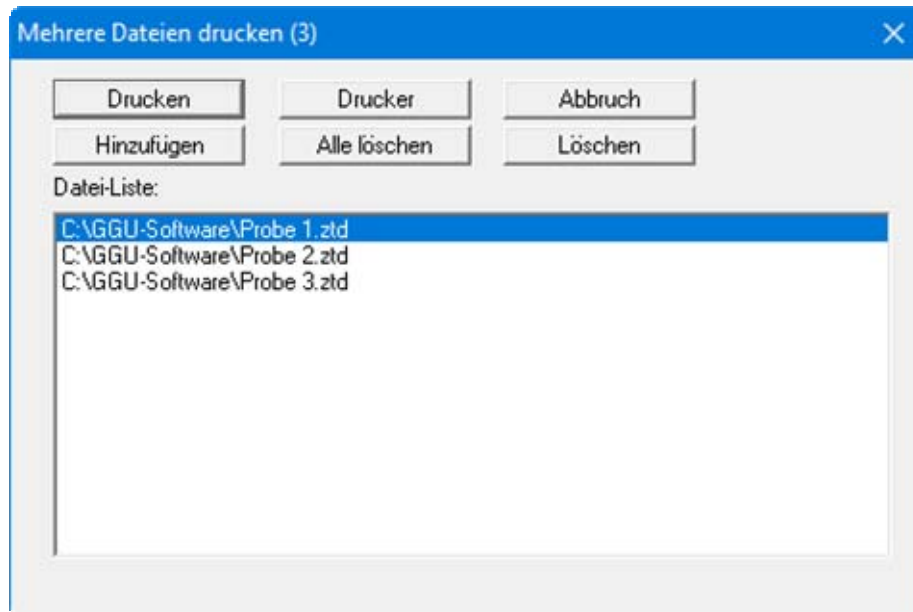 Mehrere Dateien drucken (3)
Drucken Drucker Abbruch
Hinzufügen Alle löschen Löschen
Datei-Liste:
C:\GGU-Software\Probe 1.ztd
C:\GGU-Software\Probe 2.ztd
C:\GGU-Software\Probe 3.ztd